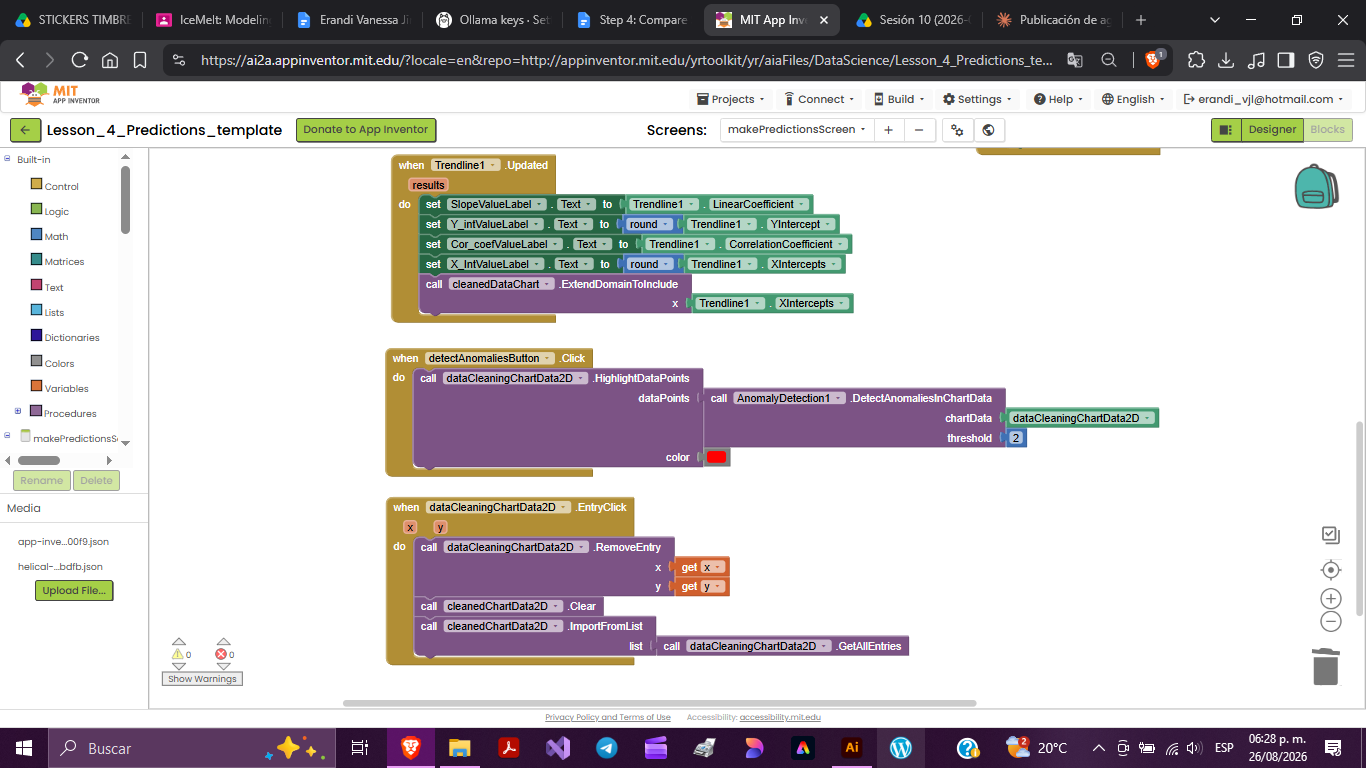 STICKERS TIMBRE
IceMelt: Modelin
Erandi Vanessa Ji
Ollama keys · Set
Step 4: Compare
MIT App Inv
Sesión 10 (2026-
Publicación de ag
https://ai2a.appinventor.mit.edu/?locale=en&repo=http://appinventor.mit.edu/yrtoolkit/yr/aiaFiles/DataScience/Lesson_4_Predictions_te...
1
MIT
APP INVENTOR
Projects
Connect
Build
Settings
Help
English
erandi_vjl@hotmail.com
Lesson_4_Predictions_template
Donate to App Inventor
Screens:
makePredictionsScreen
Designer
Blocks
Built-in
Control
Logic
Math
Matrices
Text
Lists
Dictionaries
Colors
Variables
Procedures
makePredictionsS
Rename
Delete
Media
app-inve...00f9.json
helical-...bdfb.json
Upload File...
when Trendline1 .Updated
results
do set SlopeValueLabel . Text to Trendline1 . LinearCoefficient
set Y_intValueLabel . Text to round Trendline1 . YIntercept
set Cor_coefValueLabel . Text to Trendline1 . CorrelationCoefficient
set X_IntValueLabel . Text to round Trendline1 . XIntercepts
call cleanedDataChart .ExtendDomainToInclude
x Trendline1 . XIntercepts
when detectAnomaliesButton .Click
do call dataCleaningChartData2D .HighlightDataPoints
dataPoints call AnomalyDetection1 .DetectAnomaliesInChartData
chartData dataCleaningChartData2D
threshold 2
color
when dataCleaningChartData2D .EntryClick
x y
do call dataCleaningChartData2D .RemoveEntry
x get x
y get y
call cleanedChartData2D .Clear
call cleanedChartData2D .ImportFromList
list call dataCleaningChartData2D .GetAllEntries
0 0
Show Warnings
Privacy Policy and Terms of Use Accessibility: accessibility.mit.edu
Buscar
Ai
2
20°C
ESP
06:28 p. m.
26/08/2026